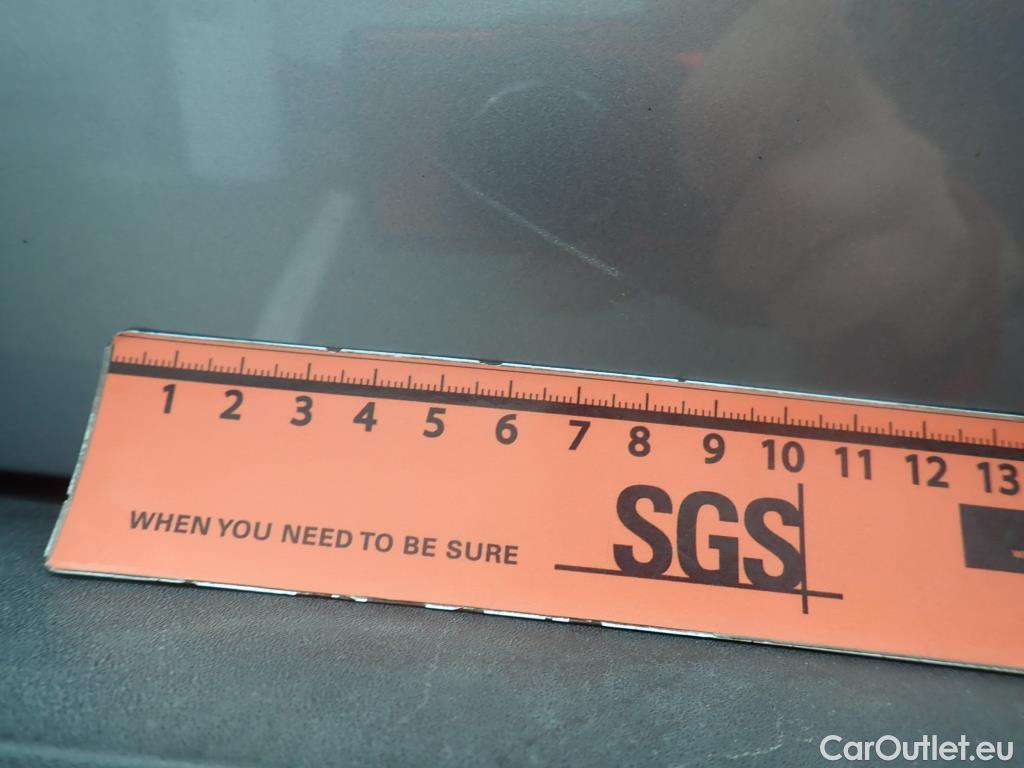 1 2 3 4 5 6 7 8 9 10 11 12 13
WHEN YOU NEED TO BE SURE
SGS
CarOutlet.eu